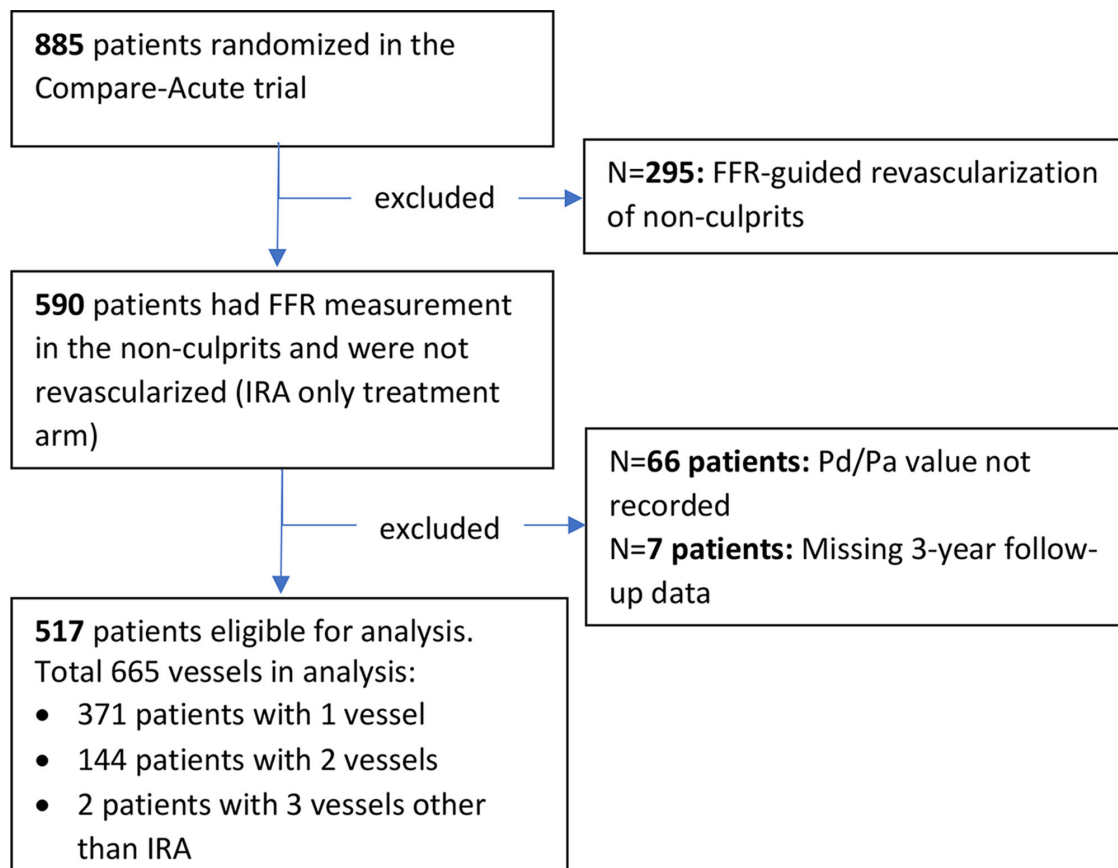 885 patients randomized in the
Compare-Acute trial
excluded
N=295: FFR-guided revascularization
of non-culprits
590 patients had FFR measurement
in the non-culprits and were not
revascularized (IRA only treatment
arm)
excluded
N=66 patients: Pd/Pa value not
recorded
N=7 patients: Missing 3-year follow-
up data
517 patients eligible for analysis.
Total 665 vessels in analysis:
• 371 patients with 1 vessel
• 144 patients with 2 vessels
• 2 patients with 3 vessels other
than IRA